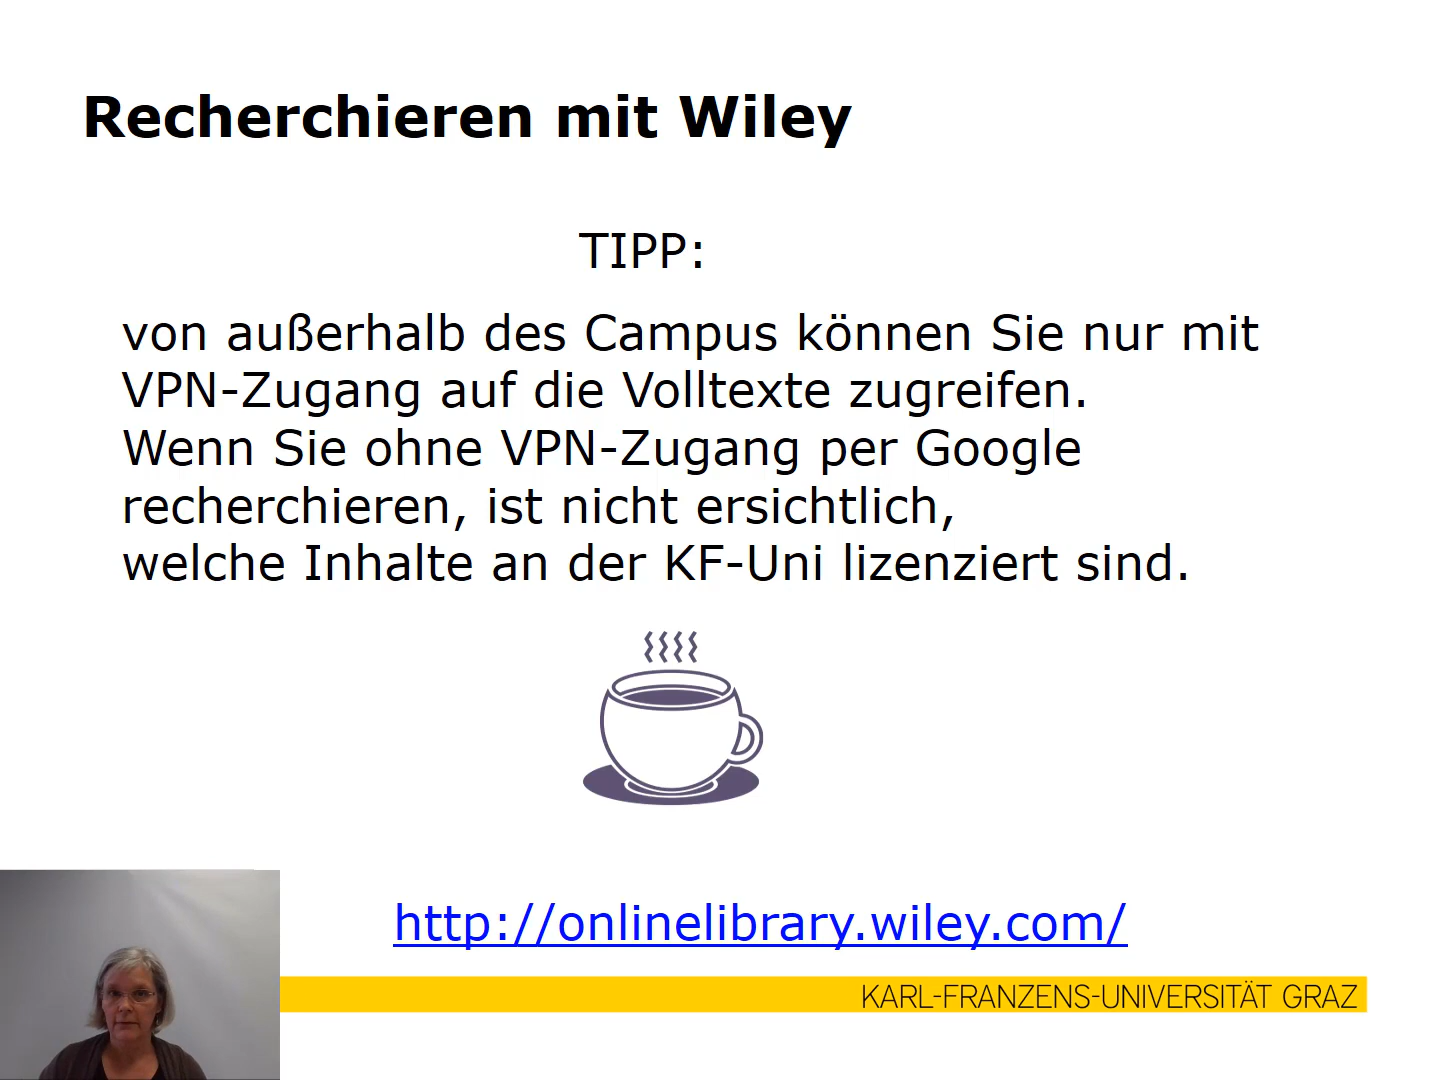 Recherchieren mit Wiley
TIPP:
von außerhalb des Campus können Sie nur mit
VPN-Zugang auf die Volltexte zugreifen.
Wenn Sie ohne VPN-Zugang per Google
recherchieren, ist nicht ersichtlich,
welche Inhalte an der KF-Uni lizenziert sind.
http://onlinelibrary.wiley.com/
KARL-FRANZENS-UNIVERSITÄT GRAZ